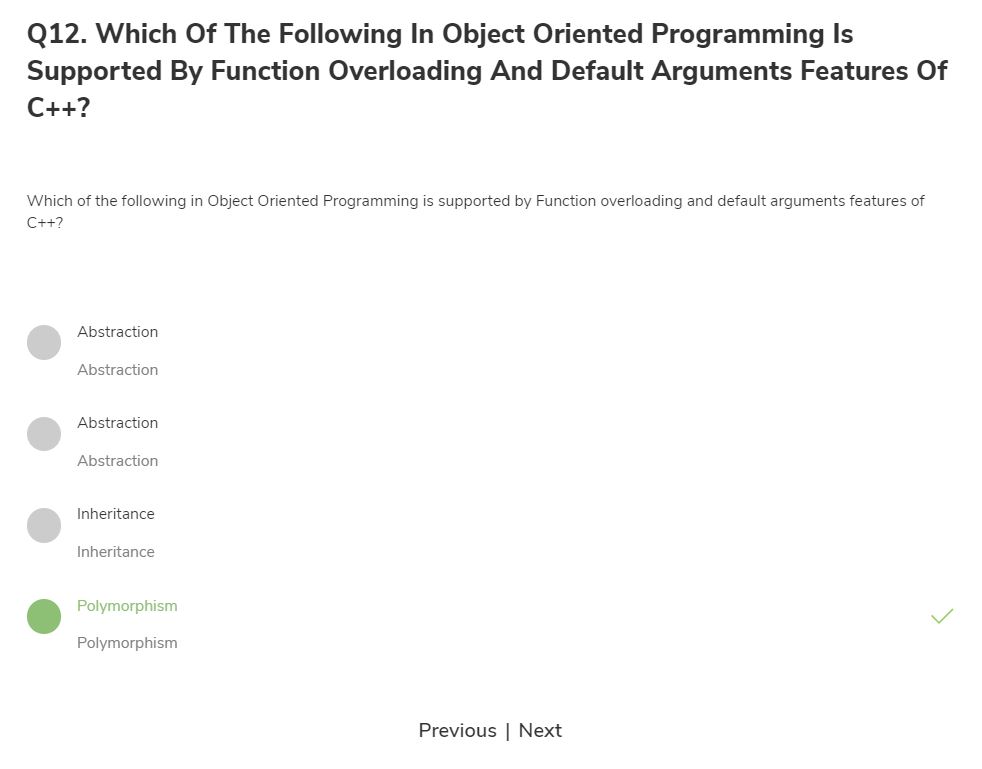 Q12. Which Of The Following In Object Oriented Programming Is
Supported By Function Overloading And Default Arguments Features Of
C++?
Which of the following in Object Oriented Programming is supported by Function overloading and default arguments features of
C++?
Abstraction
Abstraction
Abstraction
Abstraction
Inheritance
Inheritance
Polymorphism
Polymorphism
Previous | Next